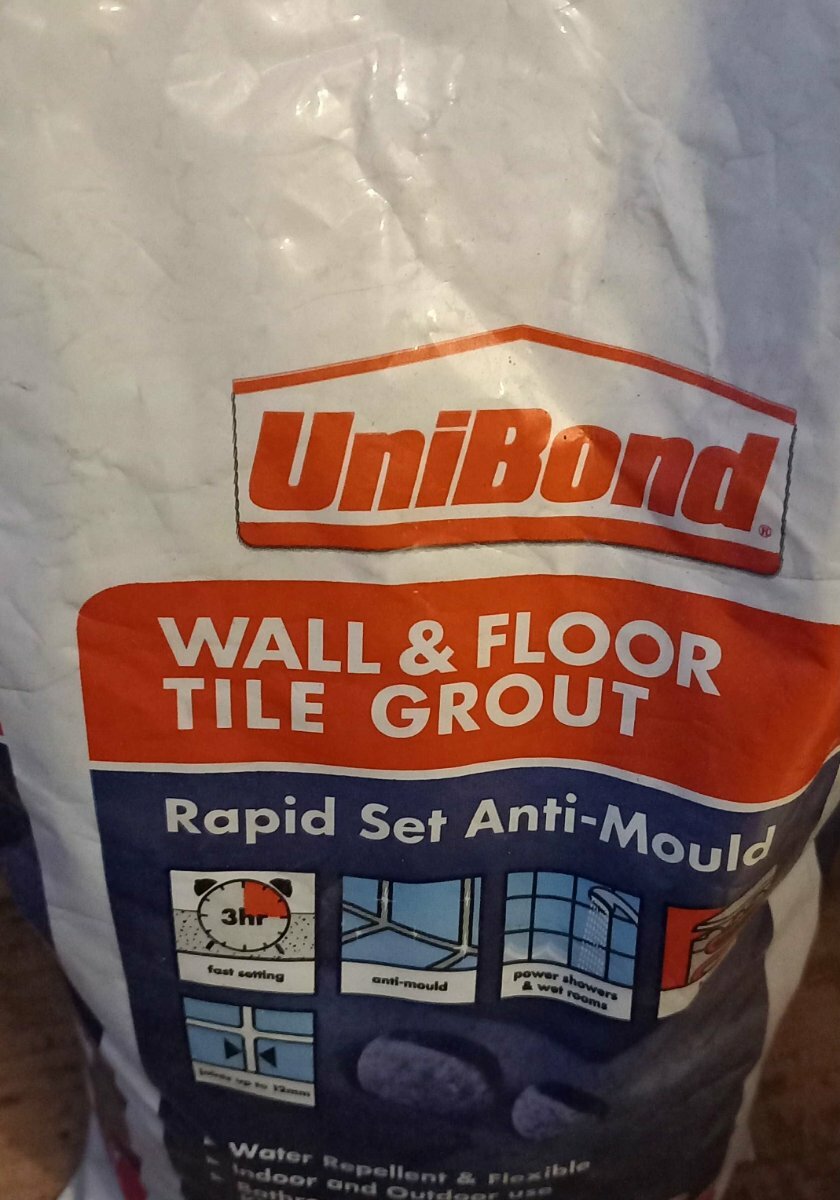 UniBond®
WALL & FLOOR
TILE GROUT
Rapid Set Anti-Mould
3hr
fast setting
anti-mould
power showers
& wet rooms
joints up to 12mm
Water Repellent & Flexible
Indoor and Outdoor use